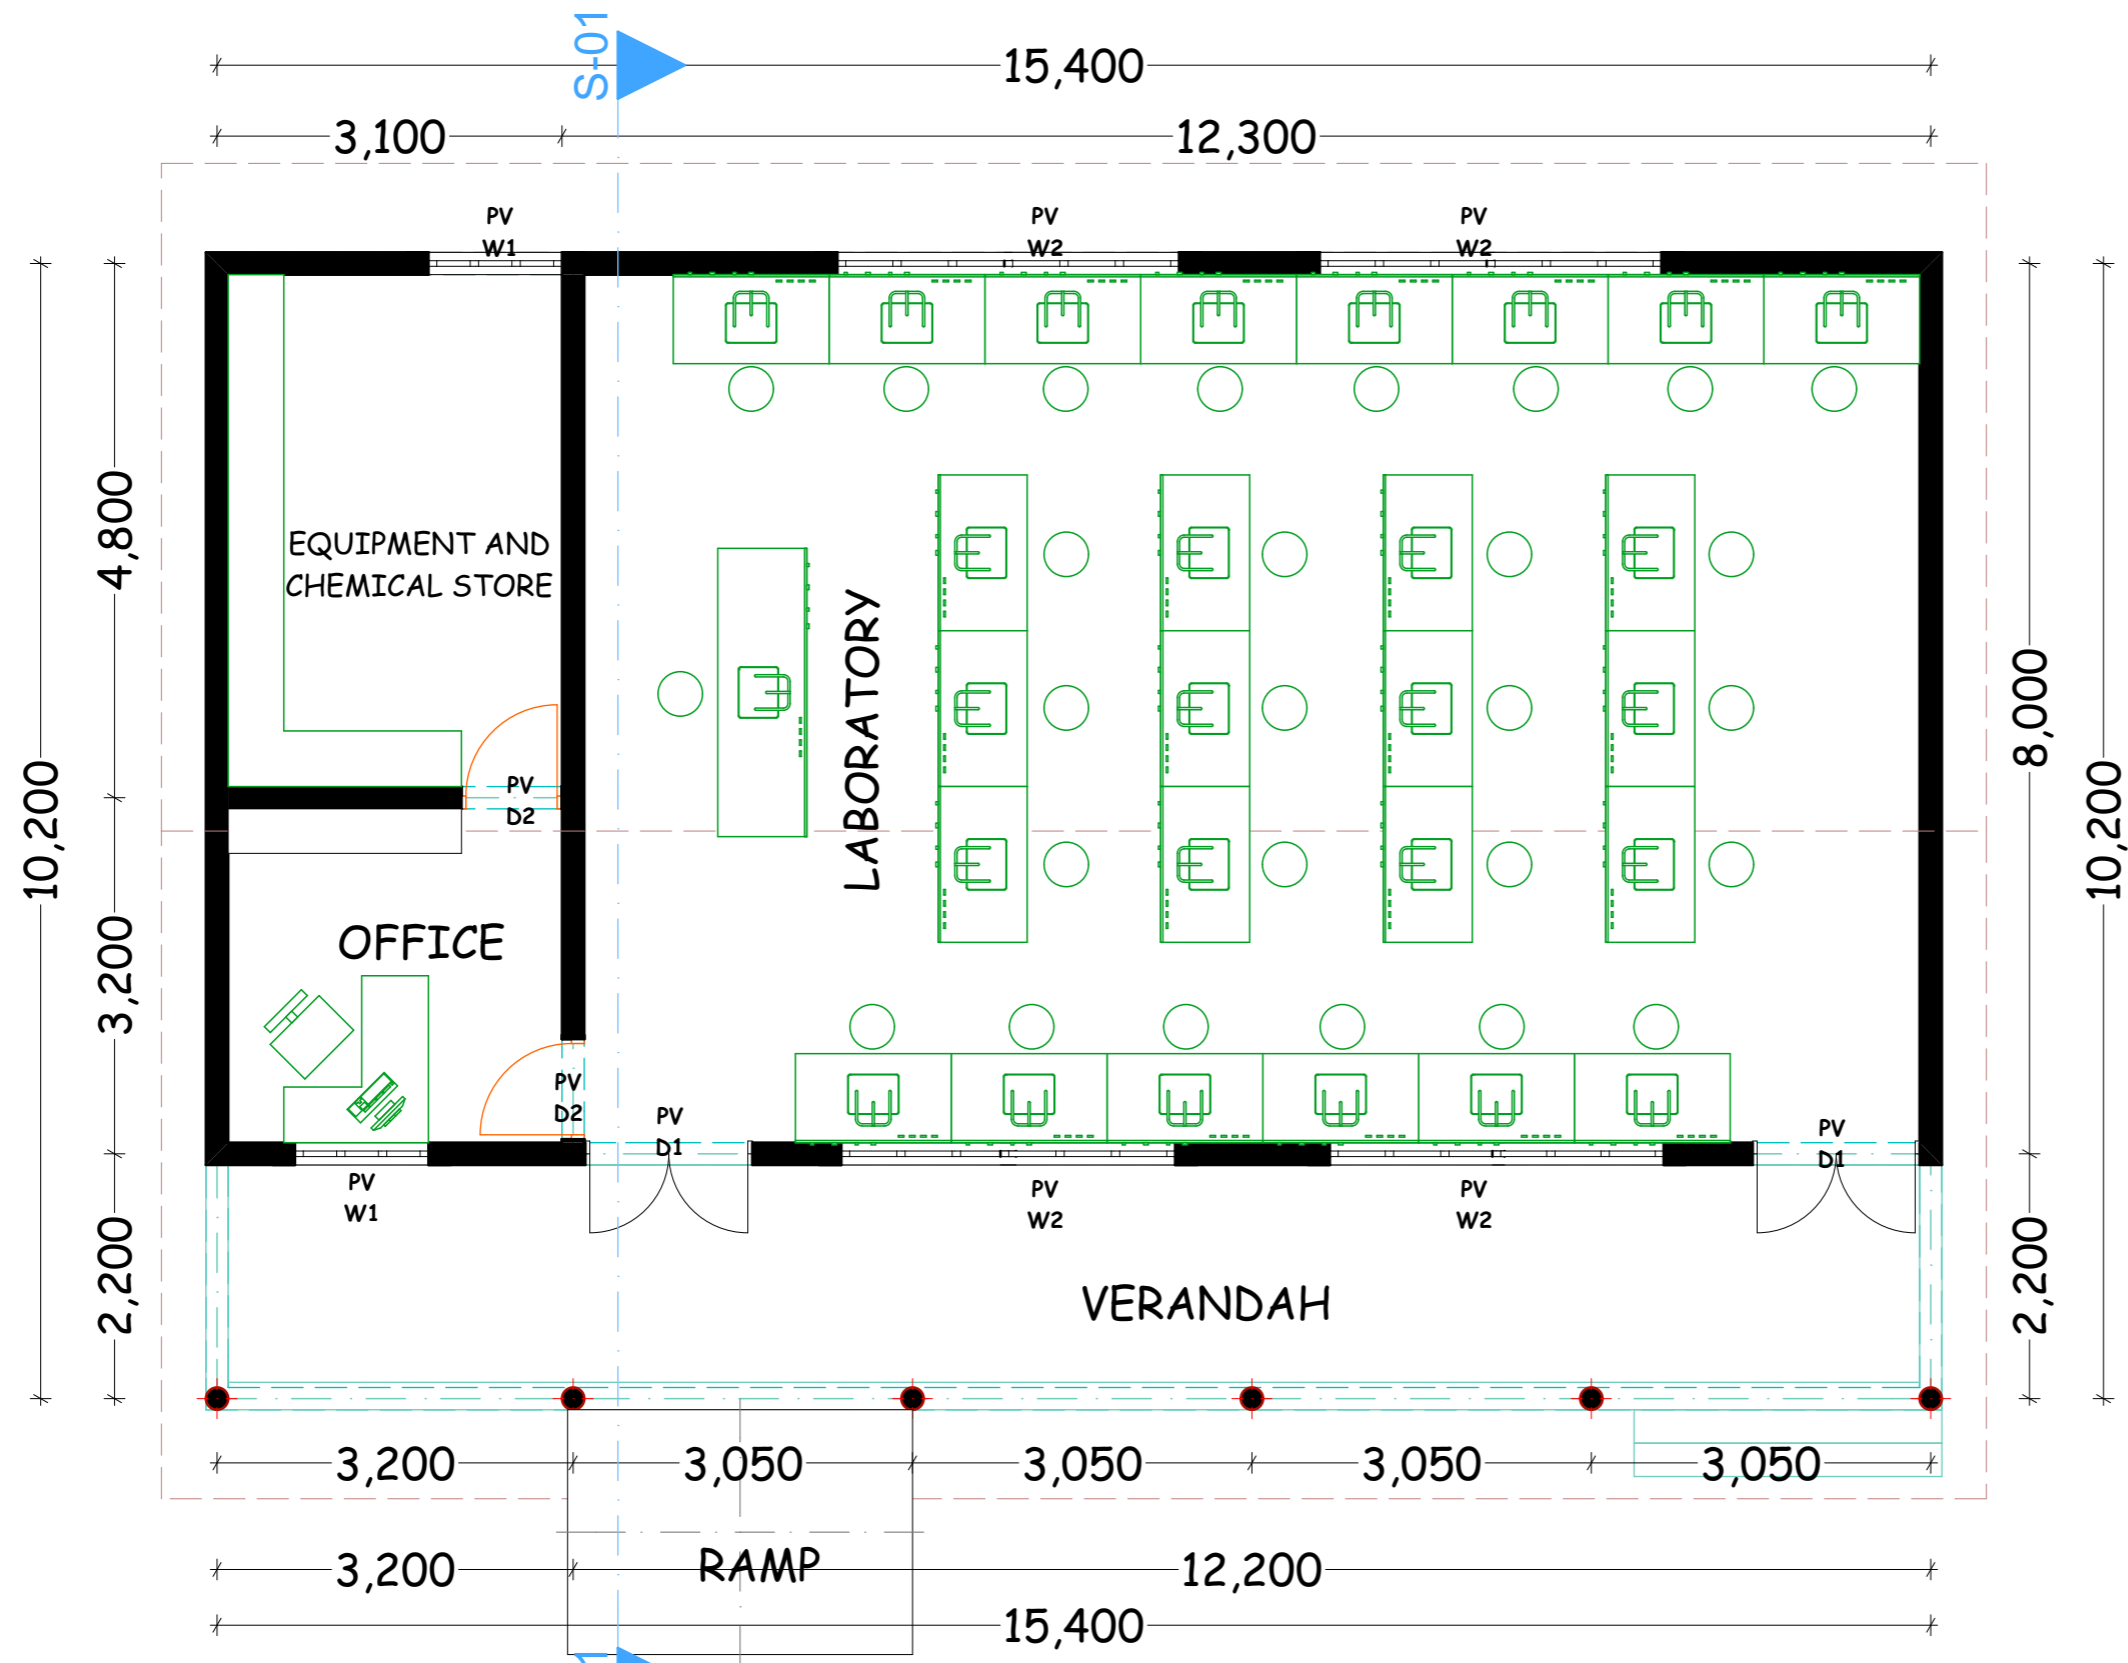 S-01
15,400
3,100
12,300
PV
W1
PV
W2
PV
W2
10,200
4,800
3,200
2,200
EQUIPMENT AND
CHEMICAL STORE
PV
D2
OFFICE
LABORATORY
PV
D2
PV
D1
PV
D1
PV
W1
PV
W2
PV
W2
8,000
2,200
10,200
VERANDAH
3,200
3,050
3,050
3,050
3,050
RAMP
3,200
12,200
15,400
1